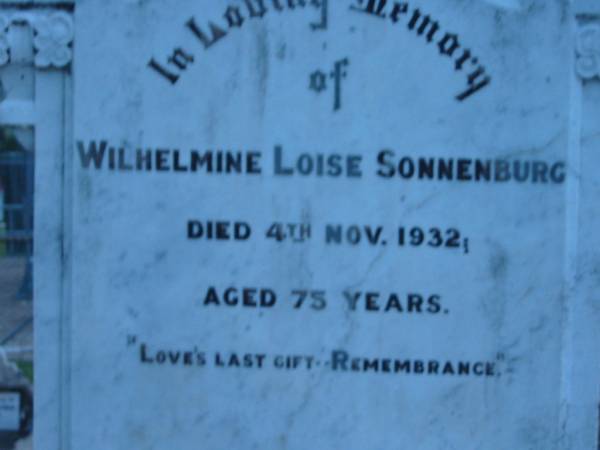 In Loving Memory
of
WILHELMINE LOISE SONNENBURG
DIED 4TH NOV. 1932;
AGED 75 YEARS.
"LOVE'S LAST GIFT-REMEMBRANCE."